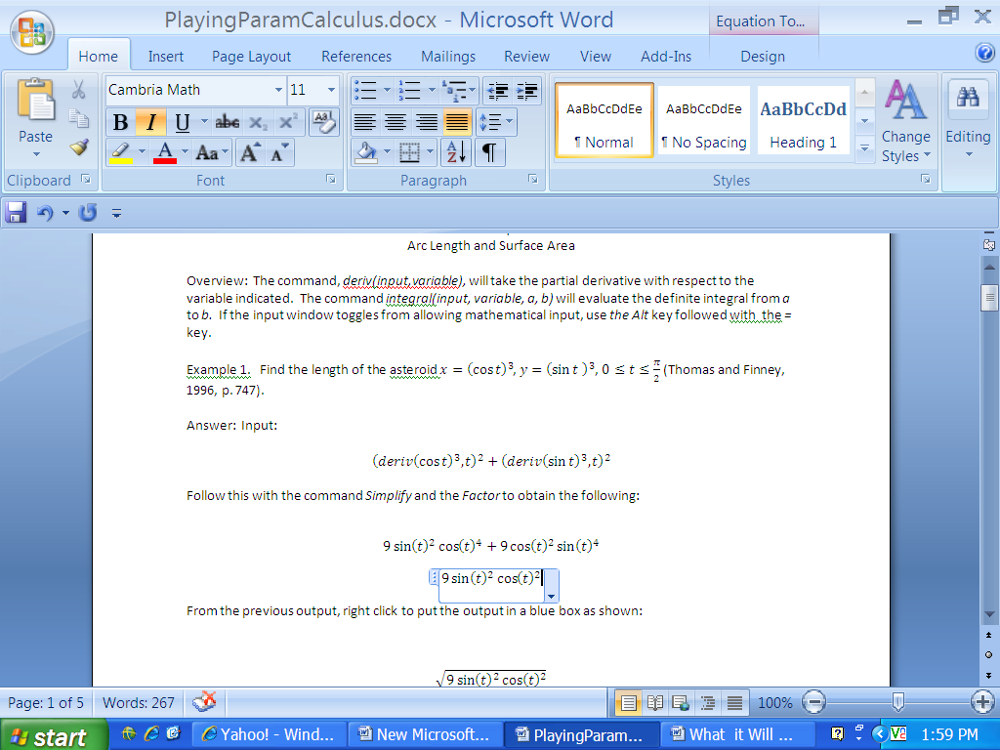 PlayingParamCalculus.docx - Microsoft Word
Equation To...
Home Insert Page Layout References Mailings Review View Add-Ins Design
Cambria Math 11
Paste
B I U abc x₂ x² Aa
A Aa A A
AaBbCcDdEe AaBbCcDdEe AaBbCcDd
¶ Normal ¶ No Spacing Heading 1
Change Styles
Editing
Clipboard Font Paragraph Styles
Arc Length and Surface Area
Overview: The command, deriv(input,variable), will take the partial derivative with respect to the
variable indicated. The command integral(input, variable, a, b) will evaluate the definite integral from a
to b. If the input window toggles from allowing mathematical input, use the Alt key followed with the =
key.
Example 1. Find the length of the asteroid x = (cos t)³, y = (sin t )³, 0 ≤ t ≤ π/2 (Thomas and Finney,
1996, p. 747).
Answer: Input:
(deriv(cos t)³,t)² + (deriv(sin t)³,t)²
Follow this with the command Simplify and the Factor to obtain the following:
9 sin(t)² cos(t)⁴ + 9 cos(t)² sin(t)⁴
9 sin(t)² cos(t)²
From the previous output, right click to put the output in a blue box as shown:
√9 sin(t)² cos(t)²
Page: 1 of 5 Words: 267 100%
start Yahoo! - Wind... New Microsoft... PlayingParam... What it Will 1:59 PM